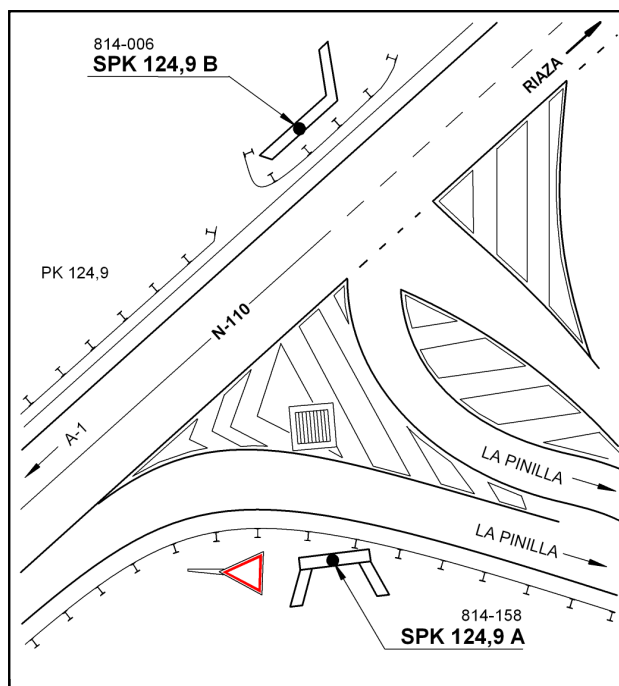 814-006
SPK 124,9 B
RIAZA
PK 124,9
N-110
A-1
LA PINILLA
LA PINILLA
814-158
SPK 124,9 A